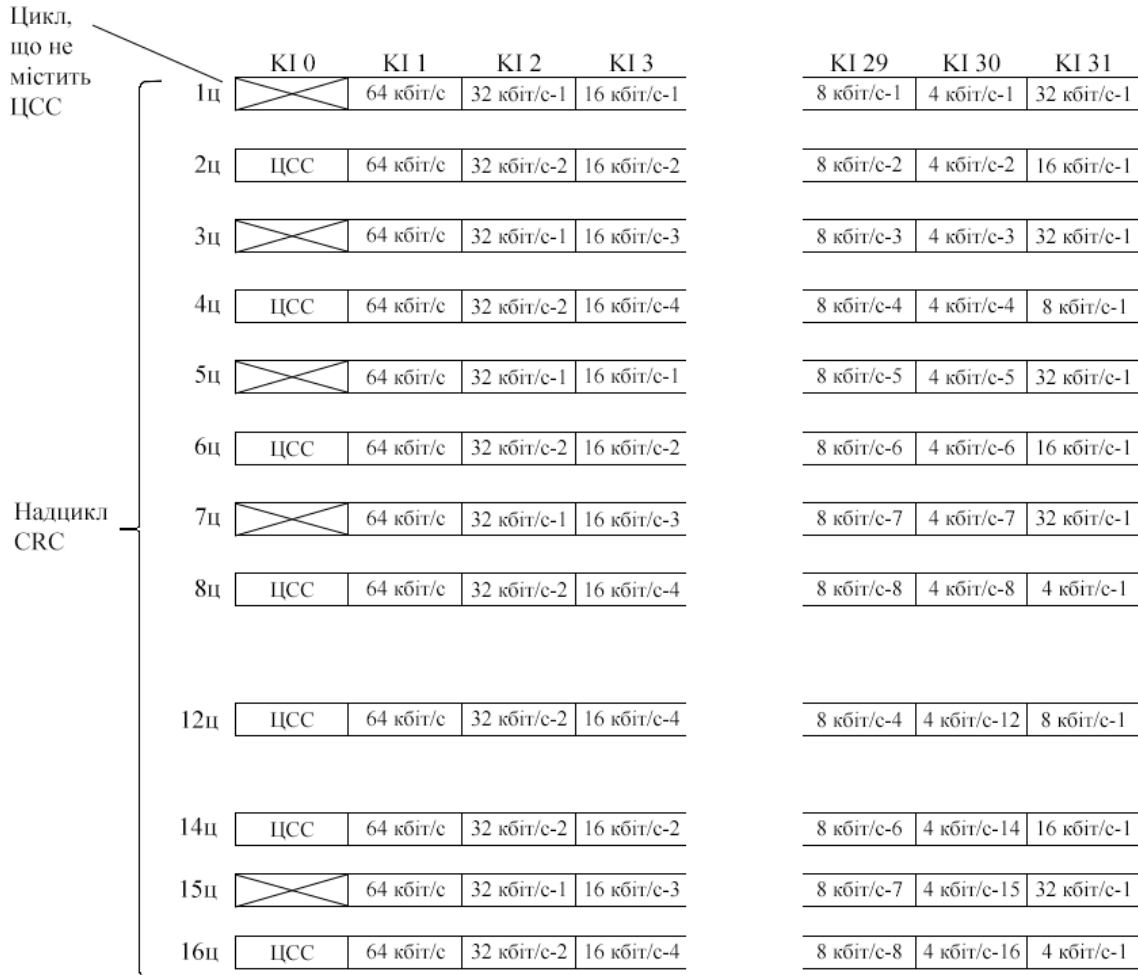 Цикл,
що не
містить
ЦСС
КІ 0 КІ 1 КІ 2 КІ 3 КІ 29 КІ 30 КІ 31
1ц 64 кбіт/с 32 кбіт/с-1 16 кбіт/с-1 8 кбіт/с-1 4 кбіт/с-1 32 кбіт/с-1
2ц ЦСС 64 кбіт/с 32 кбіт/с-2 16 кбіт/с-2 8 кбіт/с-2 4 кбіт/с-2 16 кбіт/с-1
3ц 64 кбіт/с 32 кбіт/с-1 16 кбіт/с-3 8 кбіт/с-3 4 кбіт/с-3 32 кбіт/с-1
4ц ЦСС 64 кбіт/с 32 кбіт/с-2 16 кбіт/с-4 8 кбіт/с-4 4 кбіт/с-4 8 кбіт/с-1
5ц 64 кбіт/с 32 кбіт/с-1 16 кбіт/с-1 8 кбіт/с-5 4 кбіт/с-5 32 кбіт/с-1
6ц ЦСС 64 кбіт/с 32 кбіт/с-2 16 кбіт/с-2 8 кбіт/с-6 4 кбіт/с-6 16 кбіт/с-1
Надцикл
CRC
7ц 64 кбіт/с 32 кбіт/с-1 16 кбіт/с-3 8 кбіт/с-7 4 кбіт/с-7 32 кбіт/с-1
8ц ЦСС 64 кбіт/с 32 кбіт/с-2 16 кбіт/с-4 8 кбіт/с-8 4 кбіт/с-8 4 кбіт/с-1
12ц ЦСС 64 кбіт/с 32 кбіт/с-2 16 кбіт/с-4 8 кбіт/с-4 4 кбіт/с-12 8 кбіт/с-1
14ц ЦСС 64 кбіт/с 32 кбіт/с-2 16 кбіт/с-2 8 кбіт/с-6 4 кбіт/с-14 16 кбіт/с-1
15ц 64 кбіт/с 32 кбіт/с-1 16 кбіт/с-3 8 кбіт/с-7 4 кбіт/с-15 32 кбіт/с-1
16ц ЦСС 64 кбіт/с 32 кбіт/с-2 16 кбіт/с-4 8 кбіт/с-8 4 кбіт/с-16 4 кбіт/с-1